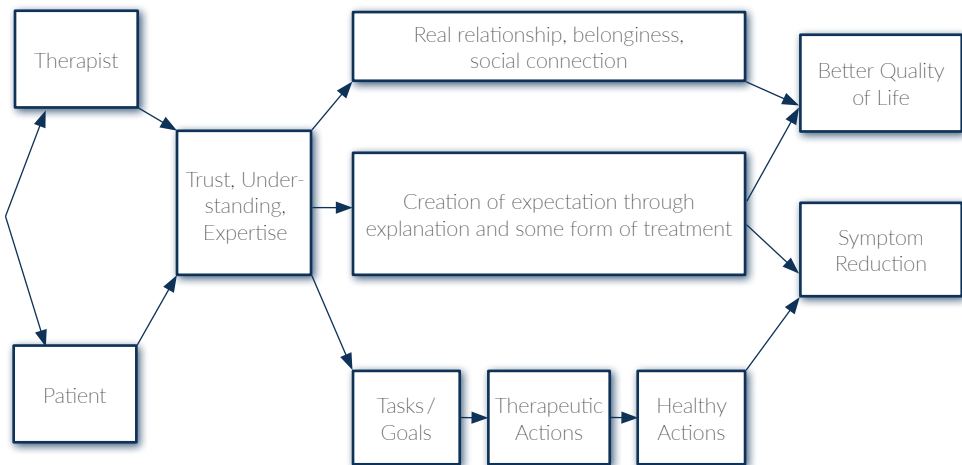 Therapist
Patient
Trust, Under-
standing,
Expertise
Real relationship, belonginess,
social connection
Creation of expectation through
explanation and some form of treatment
Tasks /
Goals
Therapeutic
Actions
Healthy
Actions
Better Quality
of Life
Symptom
Reduction